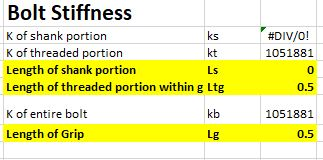 Bolt Stiffness
K of shank portion ks #DIV/0!
K of threaded portion kt 1051881
Length of shank portion Ls 0
Length of threaded portion within g Ltg 0.5
K of entire bolt kb 1051881
Length of Grip Lg 0.5